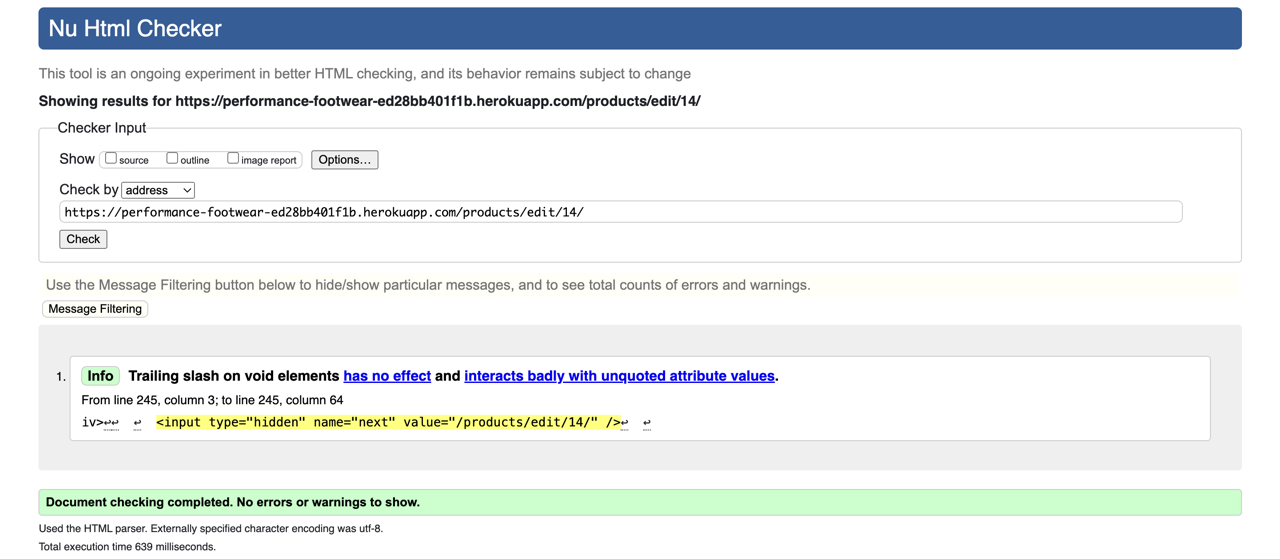 Nu Html Checker
This tool is an ongoing experiment in better HTML checking, and its behavior remains subject to change
Showing results for https://performance-footwear-ed28bb401f1b.herokuapp.com/products/edit/14/
Checker Input
Show source outline image report Options...
Check by address
https://performance-footwear-ed28bb401f1b.herokuapp.com/products/edit/14/
Check
Use the Message Filtering button below to hide/show particular messages, and to see total counts of errors and warnings.
Message Filtering
1. Info Trailing slash on void elements has no effect and interacts badly with unquoted attribute values.
From line 245, column 3; to line 245, column 64
iv>↩↩ ↩ <input type="hidden" name="next" value="/products/edit/14/" />↩ ↩
Document checking completed. No errors or warnings to show.
Used the HTML parser. Externally specified character encoding was utf-8.
Total execution time 639 milliseconds.